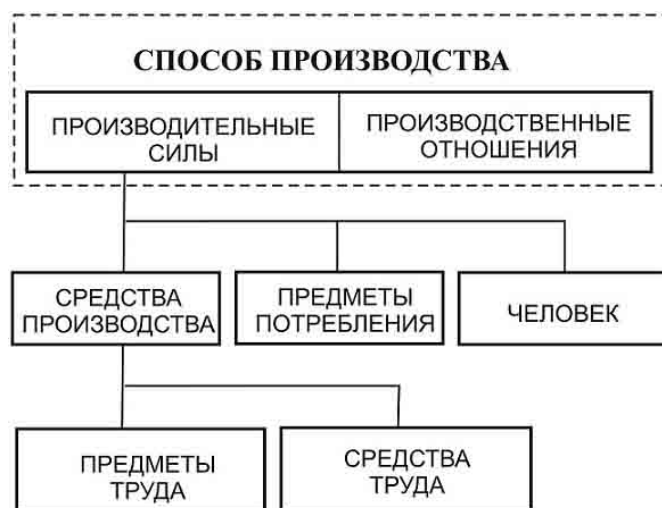 СПОСОБ ПРОИЗВОДСТВА
ПРОИЗВОДИТЕЛЬНЫЕ
СИЛЫ
ПРОИЗВОДСТВЕННЫЕ
ОТНОШЕНИЯ
СРЕДСТВА
ПРОИЗВОДСТВА
ПРЕДМЕТЫ
ПОТРЕБЛЕНИЯ
ЧЕЛОВЕК
ПРЕДМЕТЫ
ТРУДА
СРЕДСТВА
ТРУДА